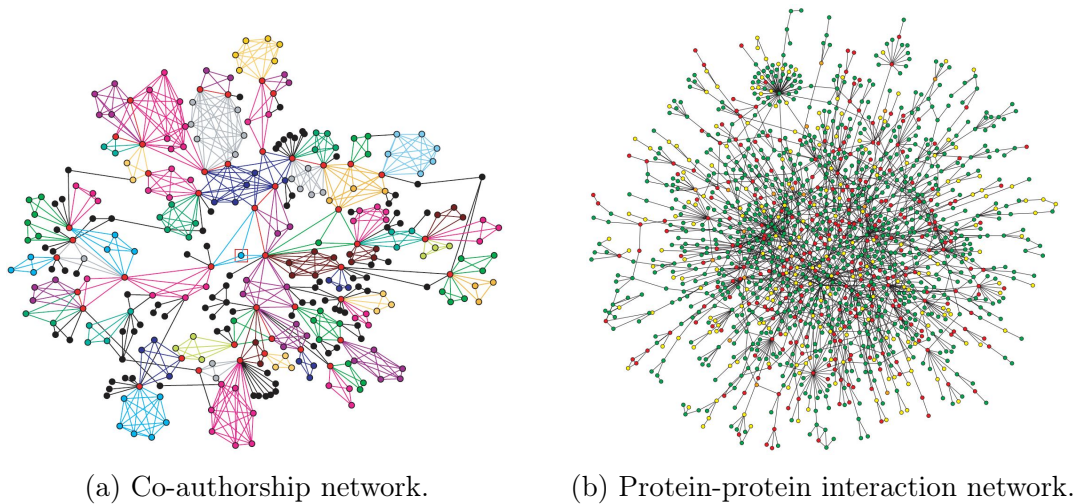 (a) Co-authorship network.
(b) Protein-protein interaction network.